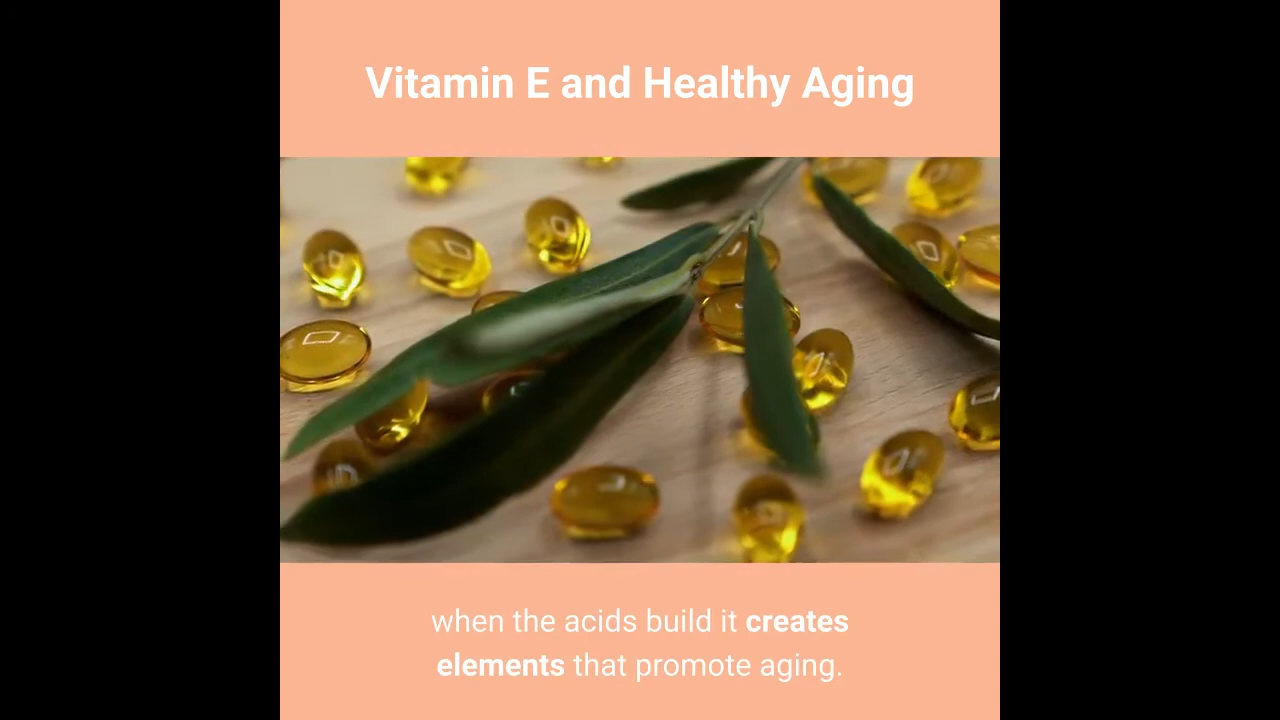 Vitamin E and Healthy Aging
when the acids build it creates
elements that promote aging.